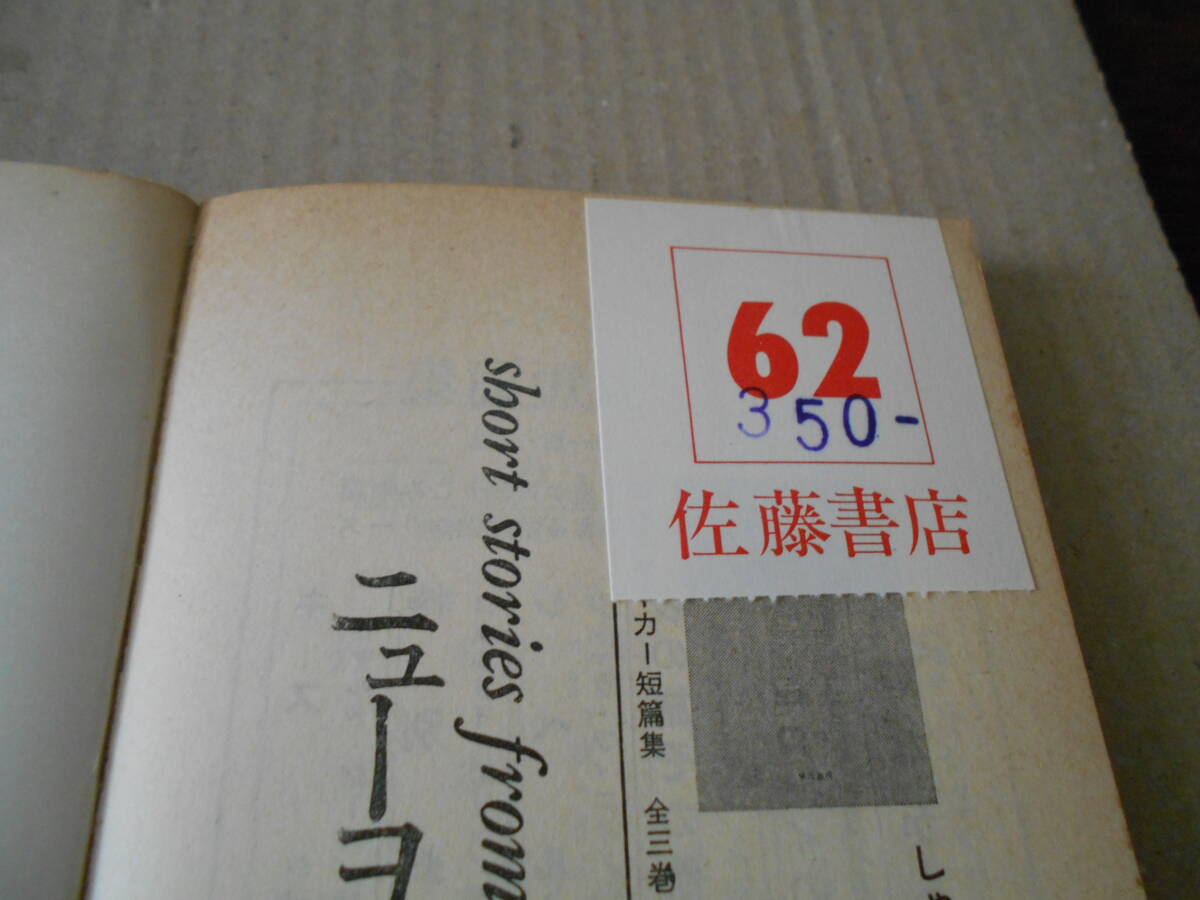 62
350-
佐藤書店
カー短篇集 全三巻
short stories from
ニューヨ
し